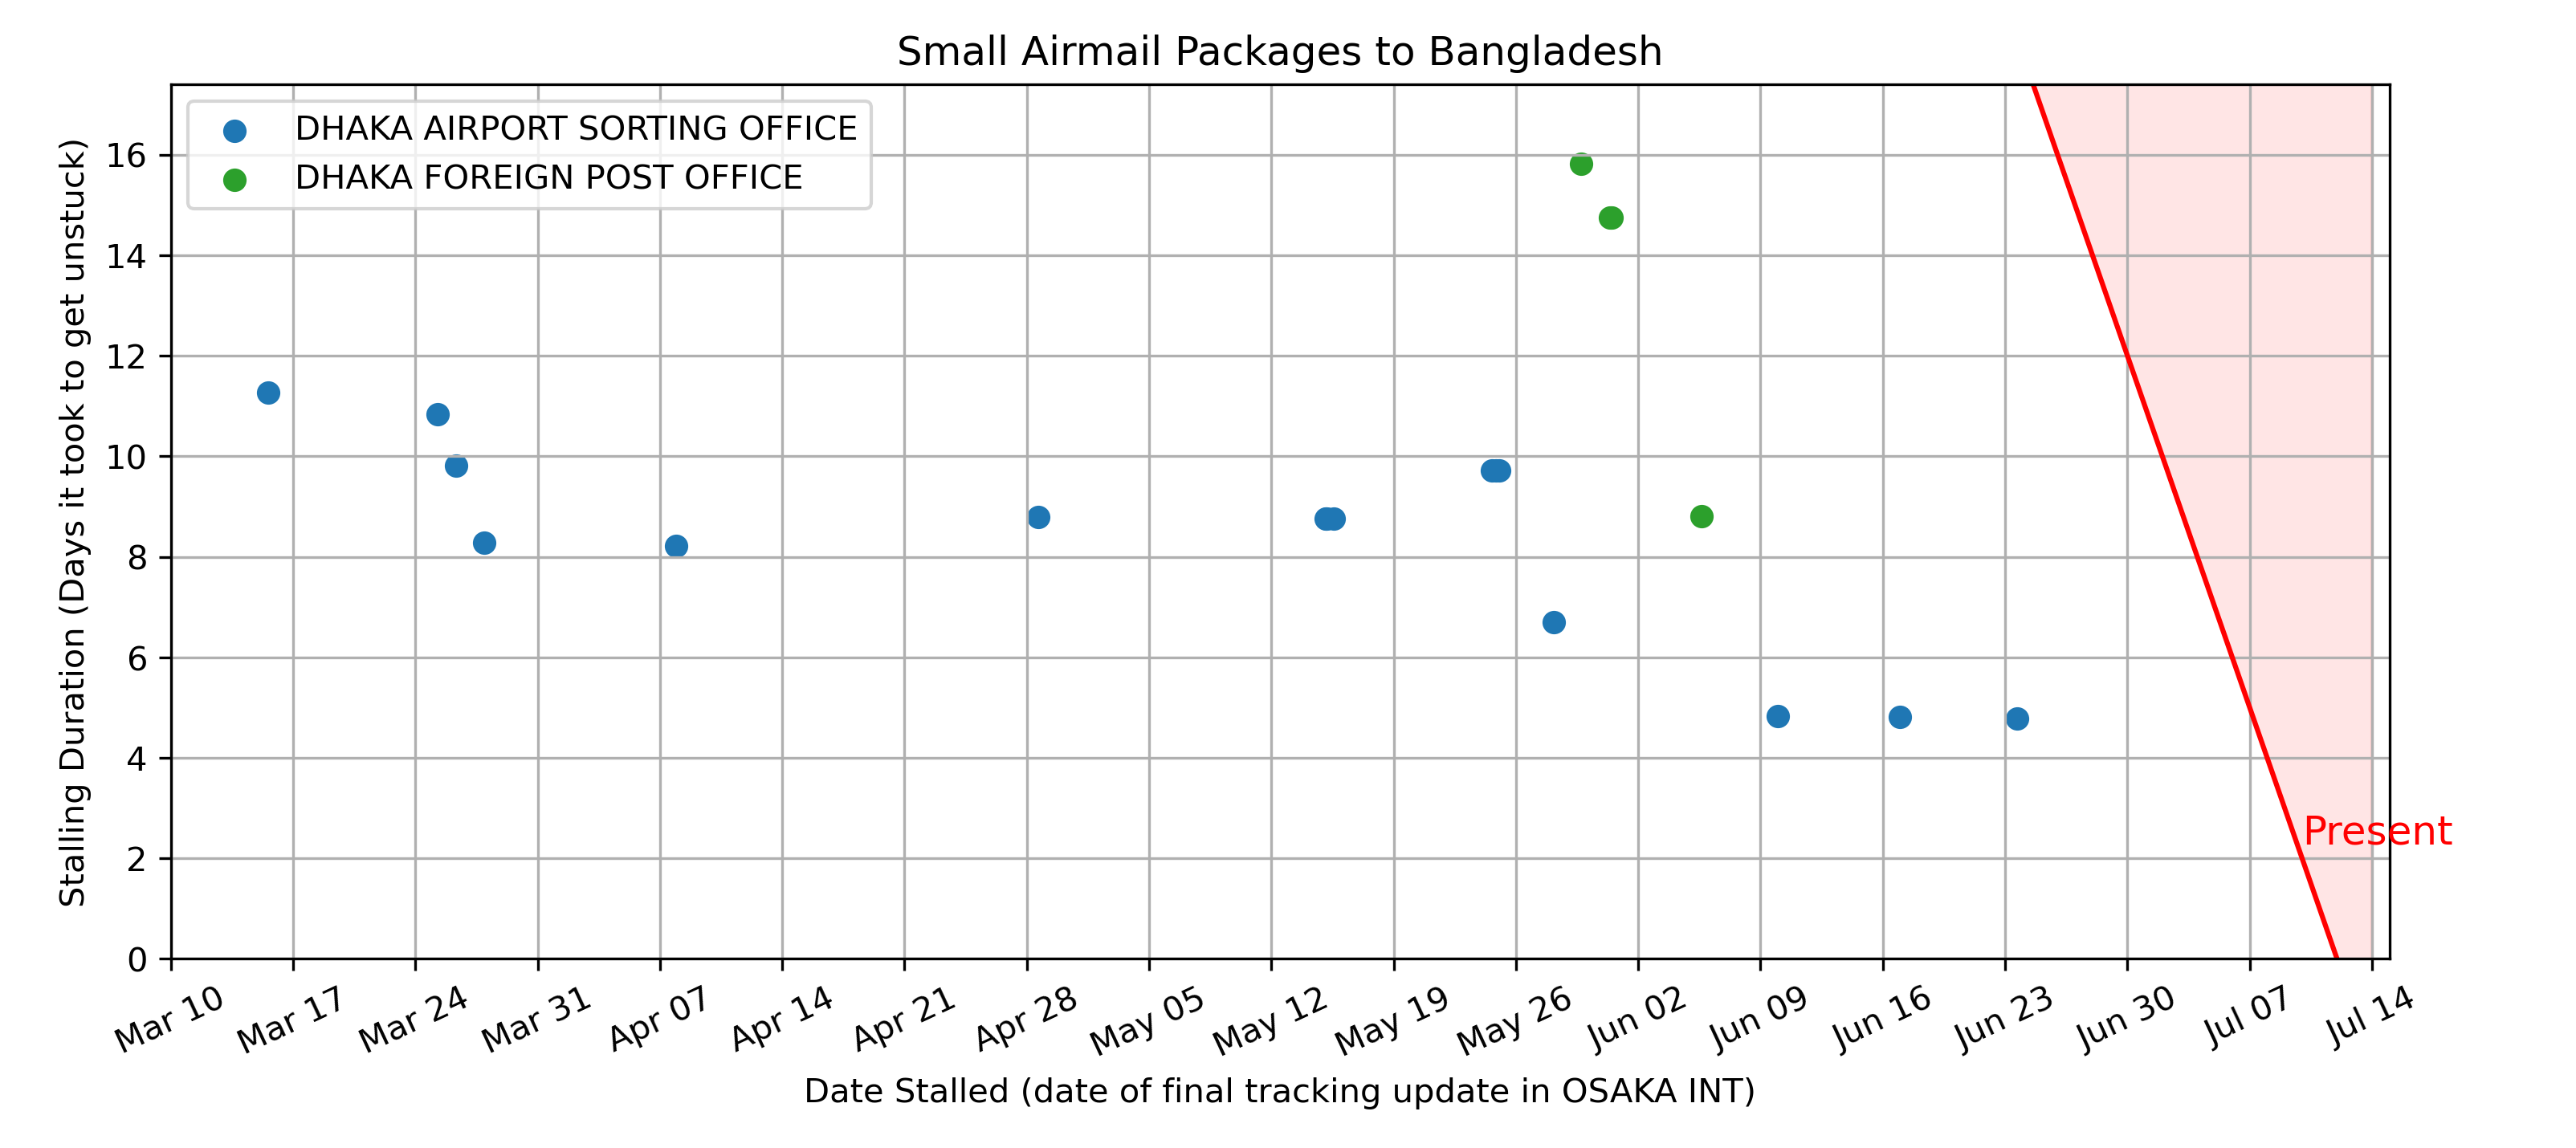 Small Airmail Packages to Bangladesh
DHAKA AIRPORT SORTING OFFICE
DHAKA FOREIGN POST OFFICE
Stalling Duration (Days it took to get unstuck)
16
14
12
10
8
6
4
2
0
Present
Mar 10 Mar 17 Mar 24 Mar 31 Apr 07 Apr 14 Apr 21 Apr 28 May 05 May 12 May 19 May 26 Jun 02 Jun 09 Jun 16 Jun 23 Jun 30 Jul 07 Jul 14
Date Stalled (date of final tracking update in OSAKA INT)